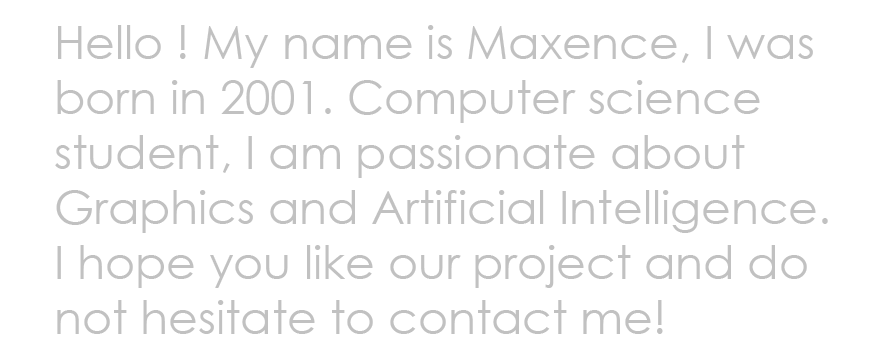 Hello ! My name is Maxence, I was
born in 2001. Computer science
student, I am passionate about
Graphics and Artificial Intelligence.
I hope you like our project and do
not hesitate to contact me!